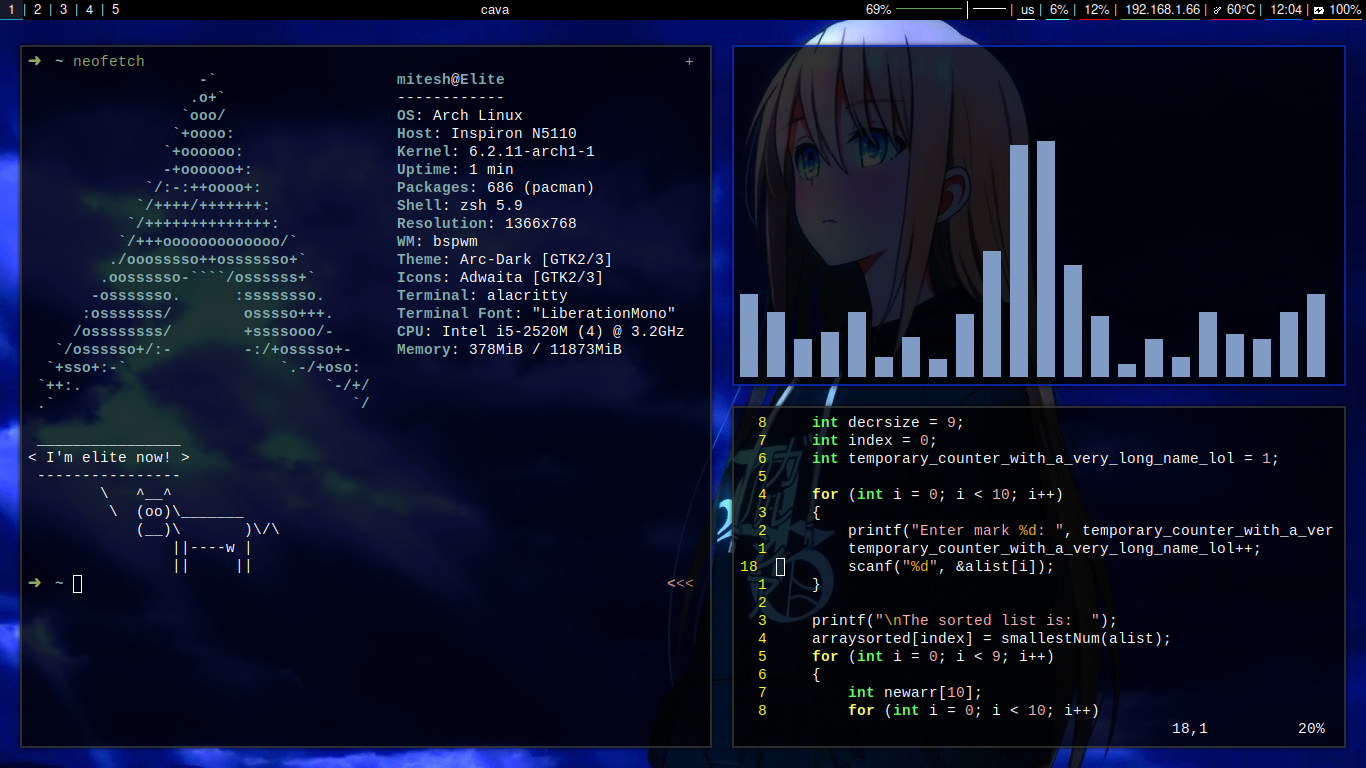 1 | 2 | 3 | 4 | 5
cava
69% | us | 6% | 12% | 192.168.1.66 | 60°C | 12:04 | 100%
➜ ~ neofetch +
-`
.o+`
`ooo/
`+oooo:
`+oooooo:
-+oooooo+:
`/:-:++oooo+:
`/++++/+++++++:
`/++++++++++++++:
`/+++ooooooooooooo/`
./ooosssso++osssssso+`
.oossssso-````/ossssss+`
-osssssso. :ssssssso.
:osssssss/ osssso+++.
/ossssssss/ +ssssooo/-
`/ossssso+/:- -:/+osssso+-
`+sso+:-` `.-/+oso:
`++:. `-/+/
.` `/
mitesh@Elite
------------
OS: Arch Linux
Host: Inspiron N5110
Kernel: 6.2.11-arch1-1
Uptime: 1 min
Packages: 686 (pacman)
Shell: zsh 5.9
Resolution: 1366x768
WM: bspwm
Theme: Arc-Dark [GTK2/3]
Icons: Adwaita [GTK2/3]
Terminal: alacritty
Terminal Font: "LiberationMono"
CPU: Intel i5-2520M (4) @ 3.2GHz
Memory: 378MiB / 11873MiB
________________
< I'm elite now! >
----------------
\ ^__^
\ (oo)\_______
(__)\ )\/\
||----w |
|| ||
➜ ~ <<<
8 int decrsize = 9;
7 int index = 0;
6 int temporary_counter_with_a_very_long_name_lol = 1;
5
4 for (int i = 0; i < 10; i++)
3 {
2 printf("Enter mark %d: ", temporary_counter_with_a_ver
1 temporary_counter_with_a_very_long_name_lol++;
18 scanf("%d", &alist[i]);
1 }
2
3 printf("\nThe sorted list is:  ");
4 arraysorted[index] = smallestNum(alist);
5 for (int i = 0; i < 9; i++)
6 {
7 int newarr[10];
8 for (int i = 0; i < 10; i++)
18,1 20%